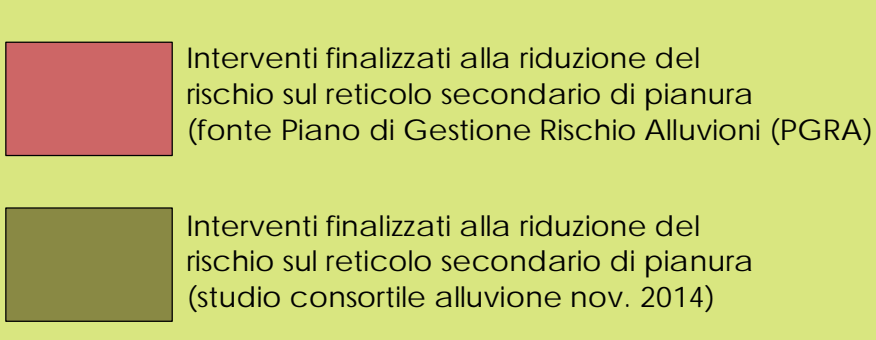 Interventi finalizzati alla riduzione del
rischio sul reticolo secondario di pianura
(fonte Piano di Gestione Rischio Alluvioni (PGRA)
Interventi finalizzati alla riduzione del
rischio sul reticolo secondario di pianura
(studio consortile alluvione nov. 2014)